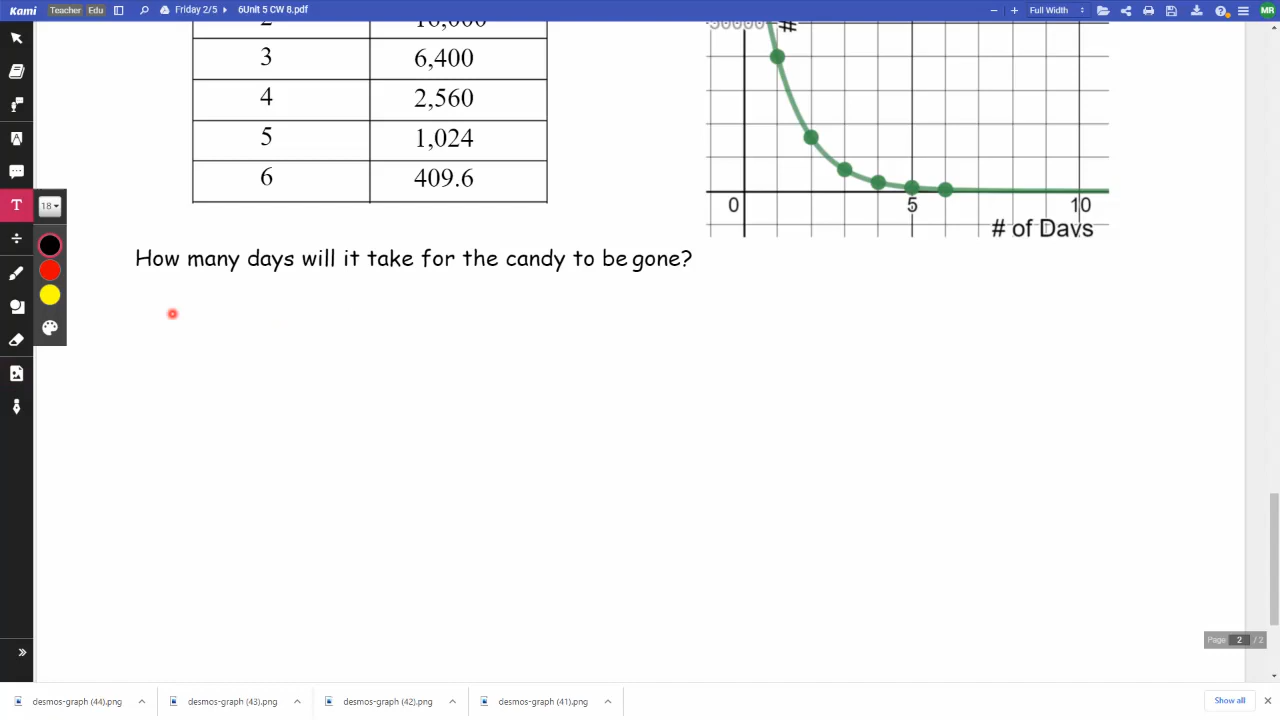 Kami Teacher Edu Friday 2/5 6Unit 5 CW 8.pdf Full Width MR
2 16,000
3 6,400
4 2,560
5 1,024
6 409.6
#
0 5 10
# of Days
18
How many days will it take for the candy to be gone?
Page 2 / 2
desmos-graph (44).png desmos-graph (43).png desmos-graph (42).png desmos-graph (41).png Show all